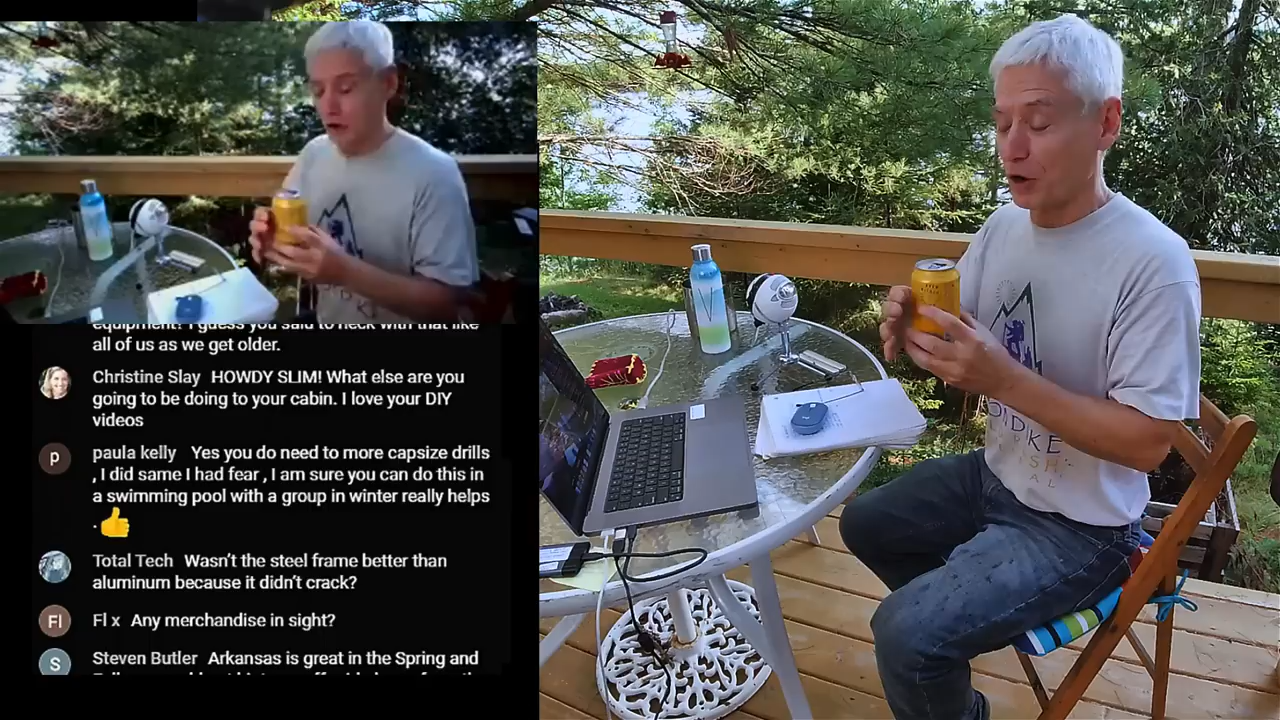 equipment! I guess you said to heck with that like
all of us as we get older.
Christine Slay HOWDY SLIM! What else are you
going to be doing to your cabin. I love your DIY
videos
P
paula kelly Yes you do need to more capsize drills
, I did same I had fear , I am sure you can do this in
a swimming pool with a group in winter really helps
.👍
Total Tech Wasn't the steel frame better than
aluminum because it didn't crack?
Fl
Fl x Any merchandise in sight?
S
Steven Butler Arkansas is great in the Spring and